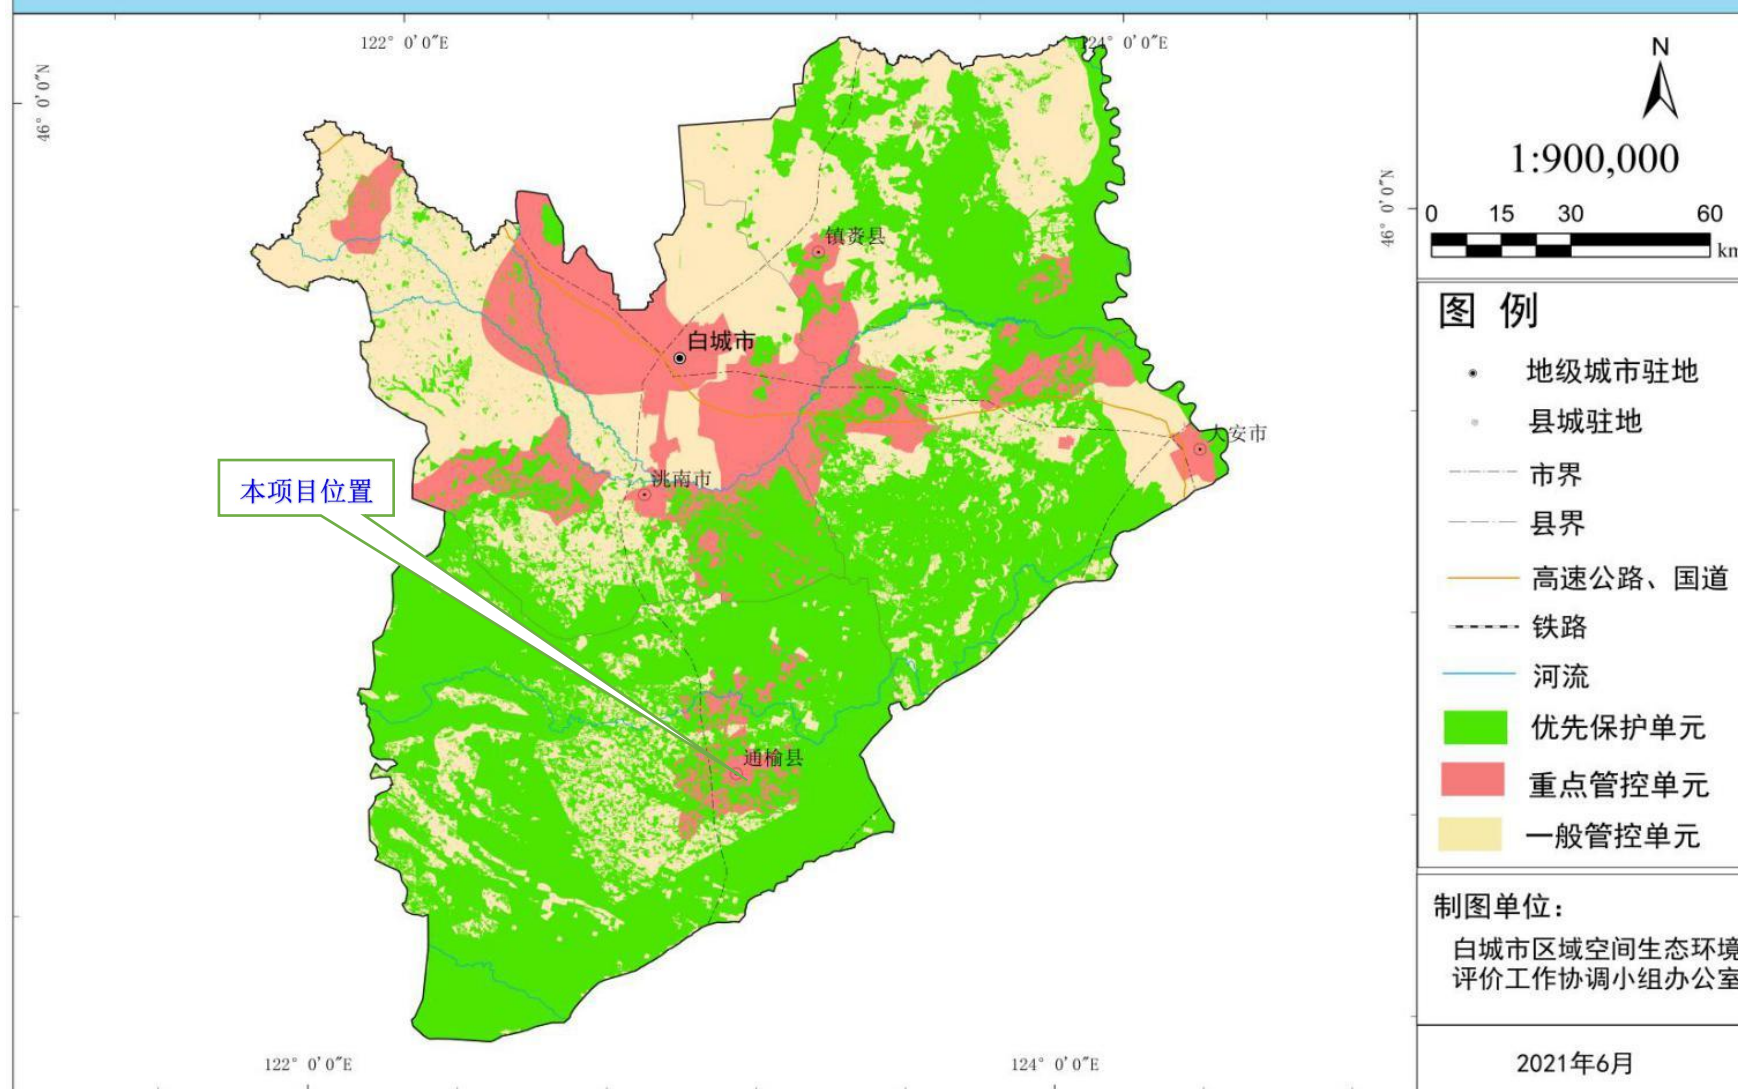 122° 0′0″E
124° 0′0″E
46° 0′0″N
46° 0′0″N
N
1:900,000
0 15 30 60
km
镇赉县
白城市
大安市
洮南市
本项目位置
通榆县
图 例
地级城市驻地
县城驻地
市界
县界
高速公路、国道
铁路
河流
优先保护单元
重点管控单元
一般管控单元
制图单位：
白城市区域空间生态环境
评价工作协调小组办公室
2021年6月
122° 0′0″E
124° 0′0″E